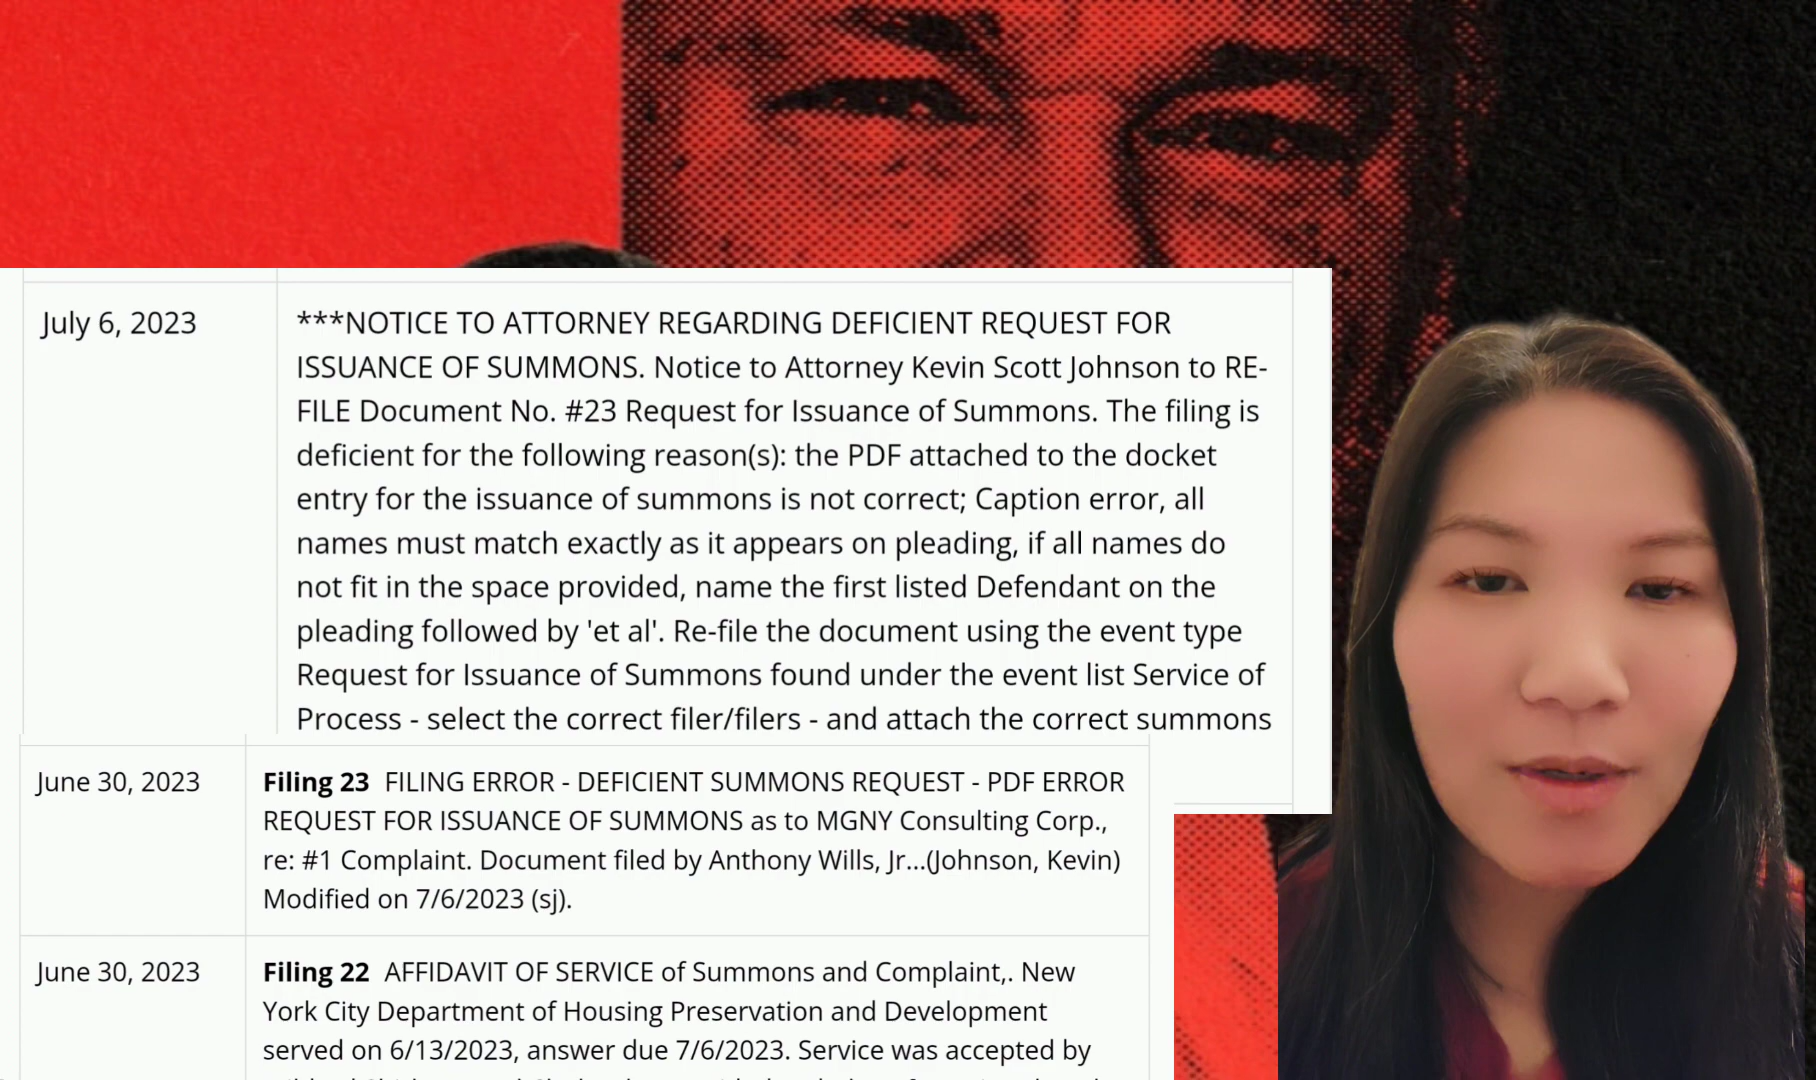 July 6, 2023
***NOTICE TO ATTORNEY REGARDING DEFICIENT REQUEST FOR
ISSUANCE OF SUMMONS. Notice to Attorney Kevin Scott Johnson to RE-
FILE Document No. #23 Request for Issuance of Summons. The filing is
deficient for the following reason(s): the PDF attached to the docket
entry for the issuance of summons is not correct; Caption error, all
names must match exactly as it appears on pleading, if all names do
not fit in the space provided, name the first listed Defendant on the
pleading followed by 'et al'. Re-file the document using the event type
Request for Issuance of Summons found under the event list Service of
Process - select the correct filer/filers - and attach the correct summons
June 30, 2023
Filing 23 FILING ERROR - DEFICIENT SUMMONS REQUEST - PDF ERROR
REQUEST FOR ISSUANCE OF SUMMONS as to MGNY Consulting Corp.,
re: #1 Complaint. Document filed by Anthony Wills, Jr...(Johnson, Kevin)
Modified on 7/6/2023 (sj).
June 30, 2023
Filing 22 AFFIDAVIT OF SERVICE of Summons and Complaint,. New
York City Department of Housing Preservation and Development
served on 6/13/2023, answer due 7/6/2023. Service was accepted by